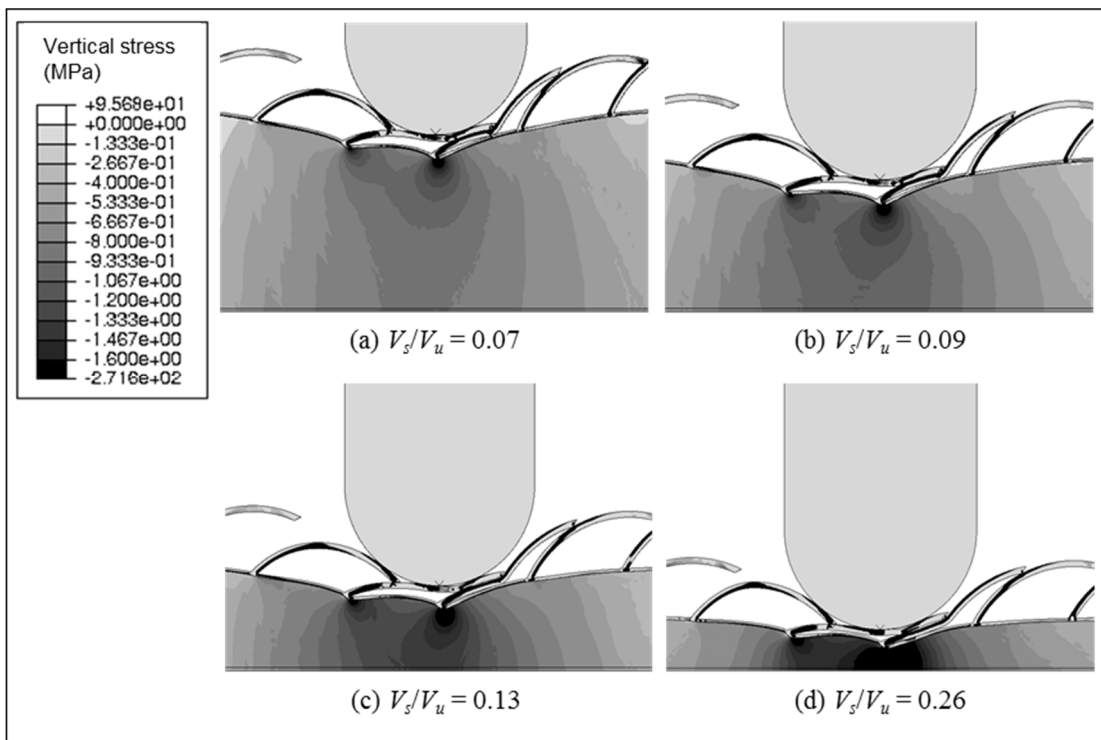 Vertical stress
(MPa)
+9.568e+01
+0.000e+00
-1.333e-01
-2.667e-01
-4.000e-01
-5.333e-01
-6.667e-01
-8.000e-01
-9.333e-01
-1.067e+00
-1.200e+00
-1.333e+00
-1.467e+00
-1.600e+00
-2.716e+02
(a) Vs/Vu = 0.07
(b) Vs/Vu = 0.09
(c) Vs/Vu = 0.13
(d) Vs/Vu = 0.26